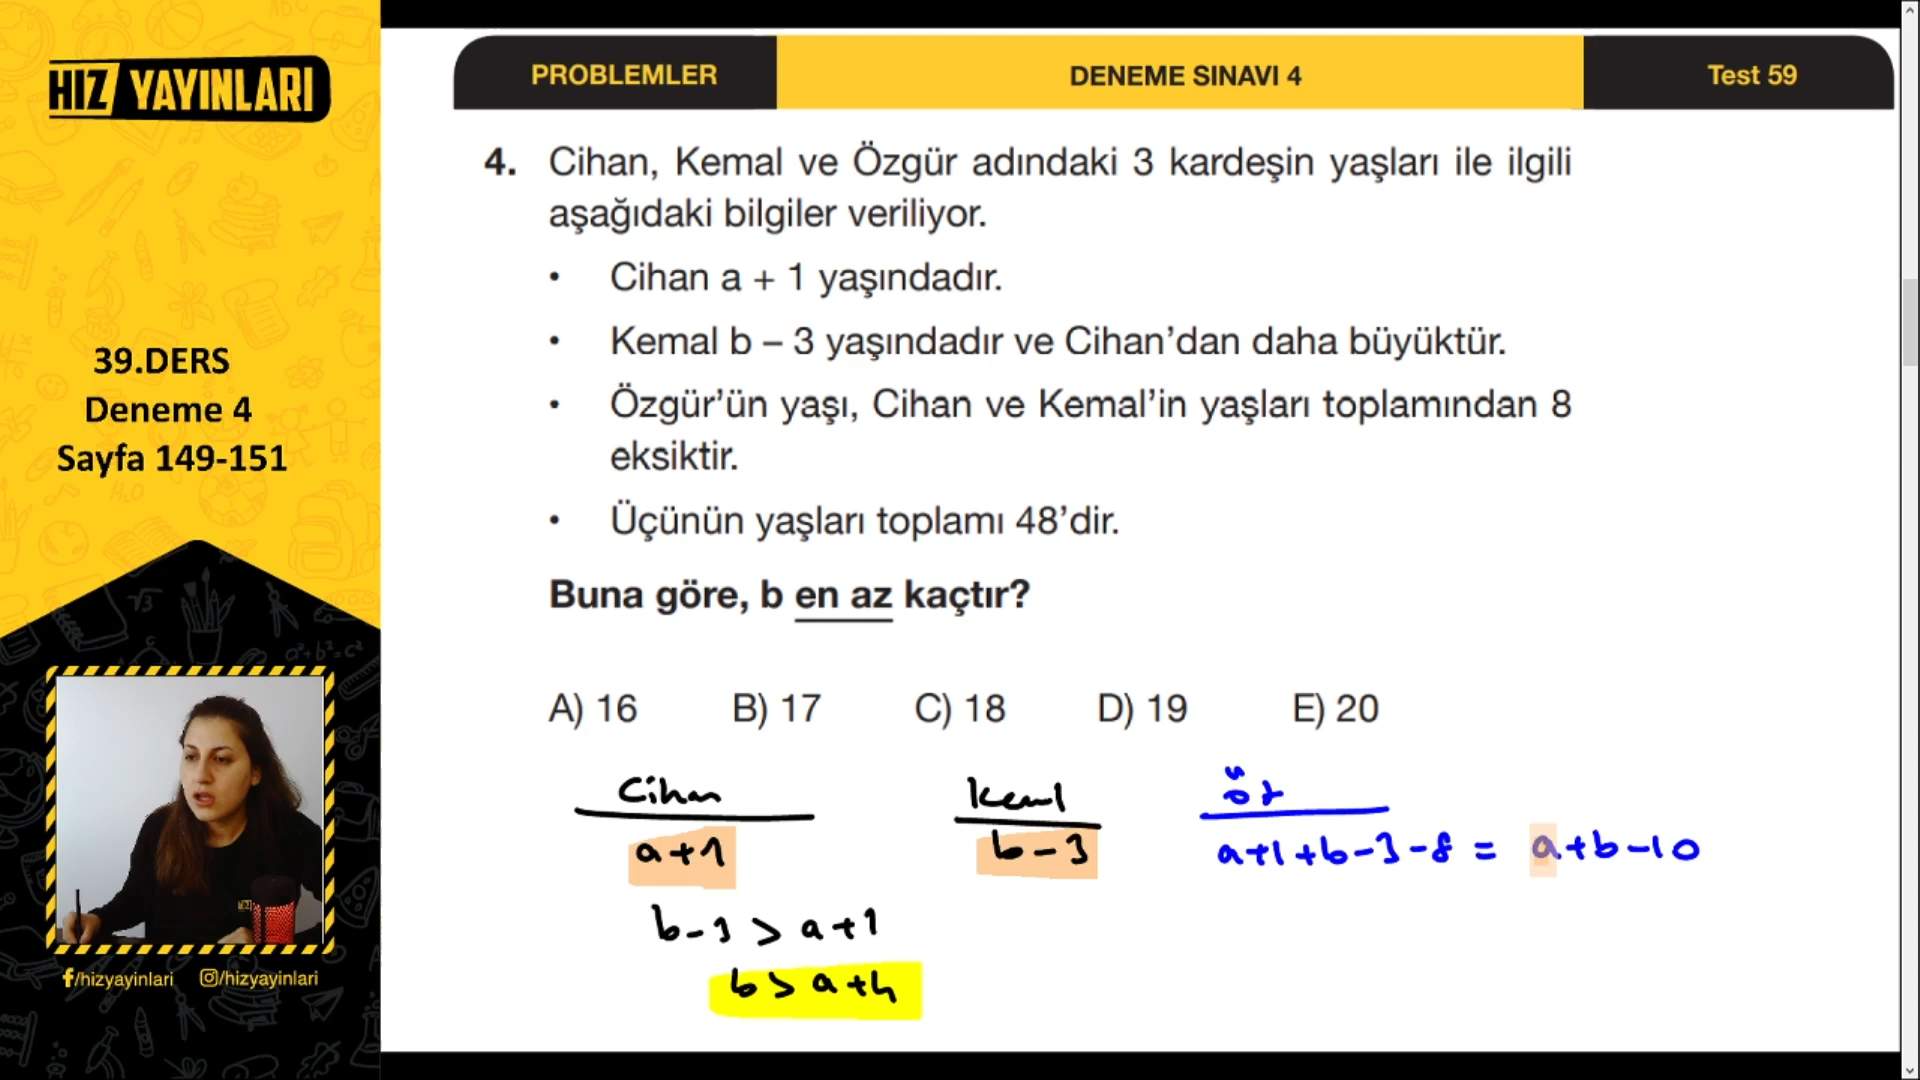 HIZ YAYINLARI
39.DERS
Deneme 4
Sayfa 149-151
f/hizyayinlari /hizyayinlari
PROBLEMLER DENEME SINAVI 4 Test 59
4. Cihan, Kemal ve Özgür adındaki 3 kardeşin yaşları ile ilgili
aşağıdaki bilgiler veriliyor.
• Cihan a + 1 yaşındadır.
• Kemal b – 3 yaşındadır ve Cihan’dan daha büyüktür.
• Özgür’ün yaşı, Cihan ve Kemal’in yaşları toplamından 8
eksiktir.
• Üçünün yaşları toplamı 48’dir.
Buna göre, b en az kaçtır?
A) 16 B) 17 C) 18 D) 19 E) 20
Cihan Keml öz
a+1 b-3 a+1+b-3-8 = a+b-10
b-3 > a+1
b > a+4